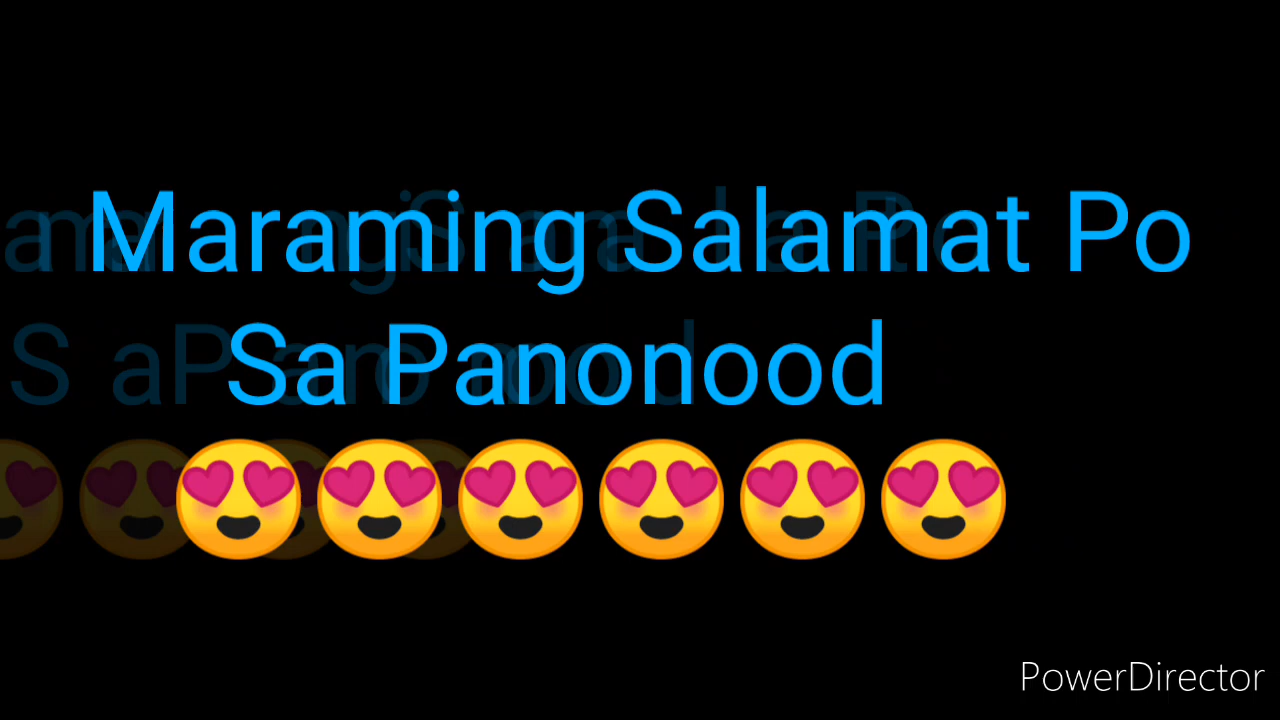 Maraming Salamat Po
Sa Panonood
😍😍😍😍😍😍
PowerDirector